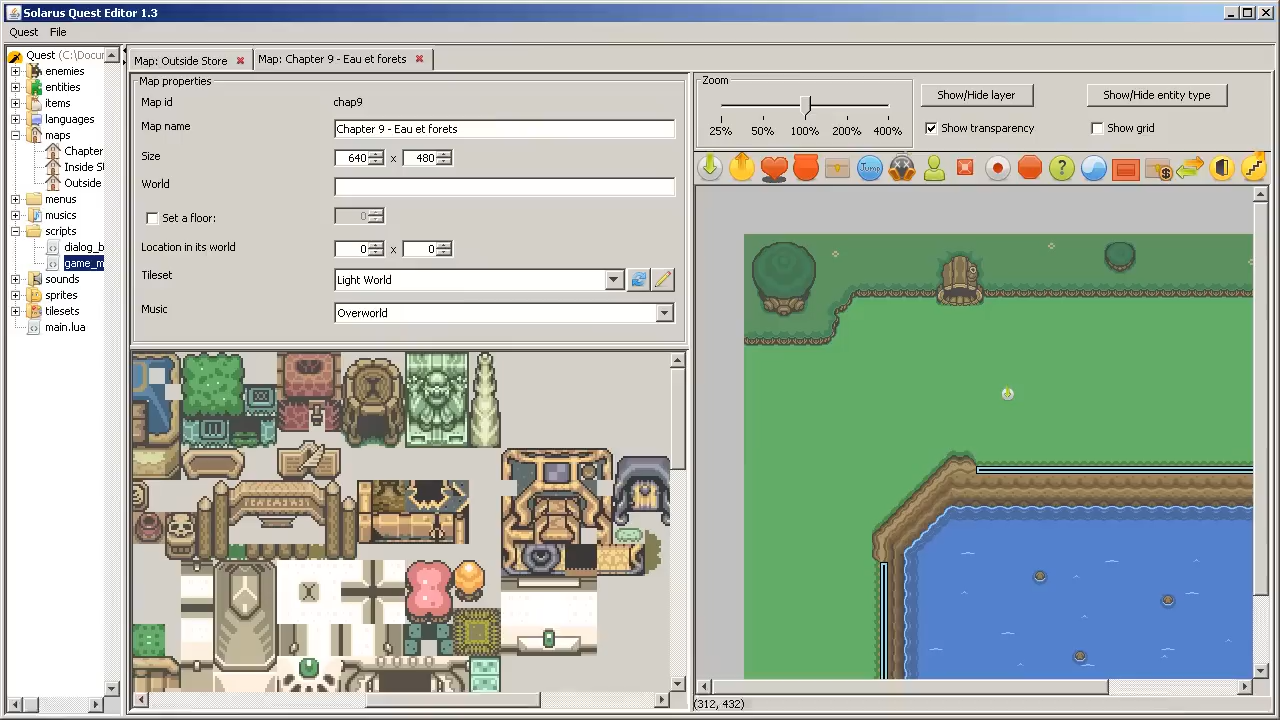 Solarus Quest Editor 1.3
Quest File
Quest (C:\Docur
enemies
entities
items
languages
maps
Chapter
Inside S
Outside
menus
musics
scripts
dialog_b
game_m
sounds
sprites
tilesets
main.lua
Map: Outside Store
Map: Chapter 9 - Eau et forets
Map properties
Map id chap9
Map name Chapter 9 - Eau et forets
Size 640 x 480
World
Set a floor: 0
Location in its world 0 x 0
Tileset Light World
Music Overworld
Zoom
25% 50% 100% 200% 400%
Show/Hide layer
Show/Hide entity type
Show transparency
Show grid
Jump
(312, 432)